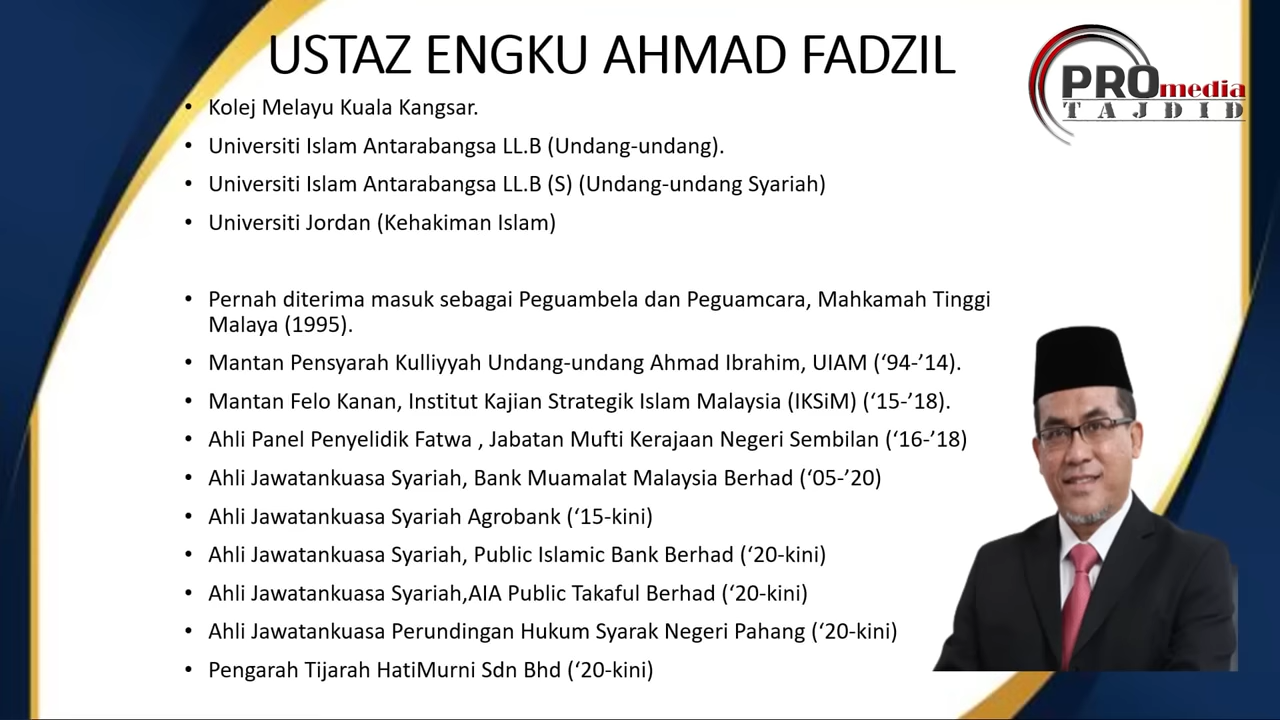 USTAZ ENGKU AHMAD FADZIL
PROmedia
TAJDID
• Kolej Melayu Kuala Kangsar.
• Universiti Islam Antarabangsa LL.B (Undang-undang).
• Universiti Islam Antarabangsa LL.B (S) (Undang-undang Syariah)
• Universiti Jordan (Kehakiman Islam)
• Pernah diterima masuk sebagai Peguambela dan Peguamcara, Mahkamah Tinggi
Malaya (1995).
• Mantan Pensyarah Kulliyyah Undang-undang Ahmad Ibrahim, UIAM (‘94-’14).
• Mantan Felo Kanan, Institut Kajian Strategik Islam Malaysia (IKSiM) (‘15-’18).
• Ahli Panel Penyelidik Fatwa , Jabatan Mufti Kerajaan Negeri Sembilan (‘16-’18)
• Ahli Jawatankuasa Syariah, Bank Muamalat Malaysia Berhad (‘05-’20)
• Ahli Jawatankuasa Syariah Agrobank (‘15-kini)
• Ahli Jawatankuasa Syariah, Public Islamic Bank Berhad (‘20-kini)
• Ahli Jawatankuasa Syariah,AIA Public Takaful Berhad (‘20-kini)
• Ahli Jawatankuasa Perundingan Hukum Syarak Negeri Pahang (‘20-kini)
• Pengarah Tijarah HatiMurni Sdn Bhd (‘20-kini)